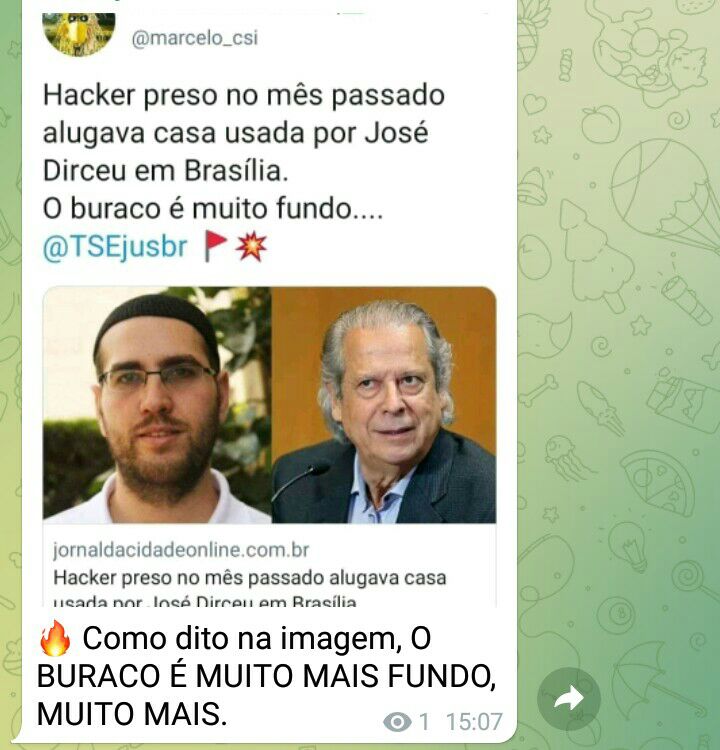 @marcelo_csi
Hacker preso no mês passado
alugava casa usada por José
Dirceu em Brasília.
O buraco é muito fundo....
@TSEjusbr 🚩💥
jornaldacidadeonline.com.br
Hacker preso no mês passado alugava casa
usada por José Dirceu em Brasília
🔥 Como dito na imagem, O
BURACO É MUITO MAIS FUNDO,
MUITO MAIS.
1 15:07